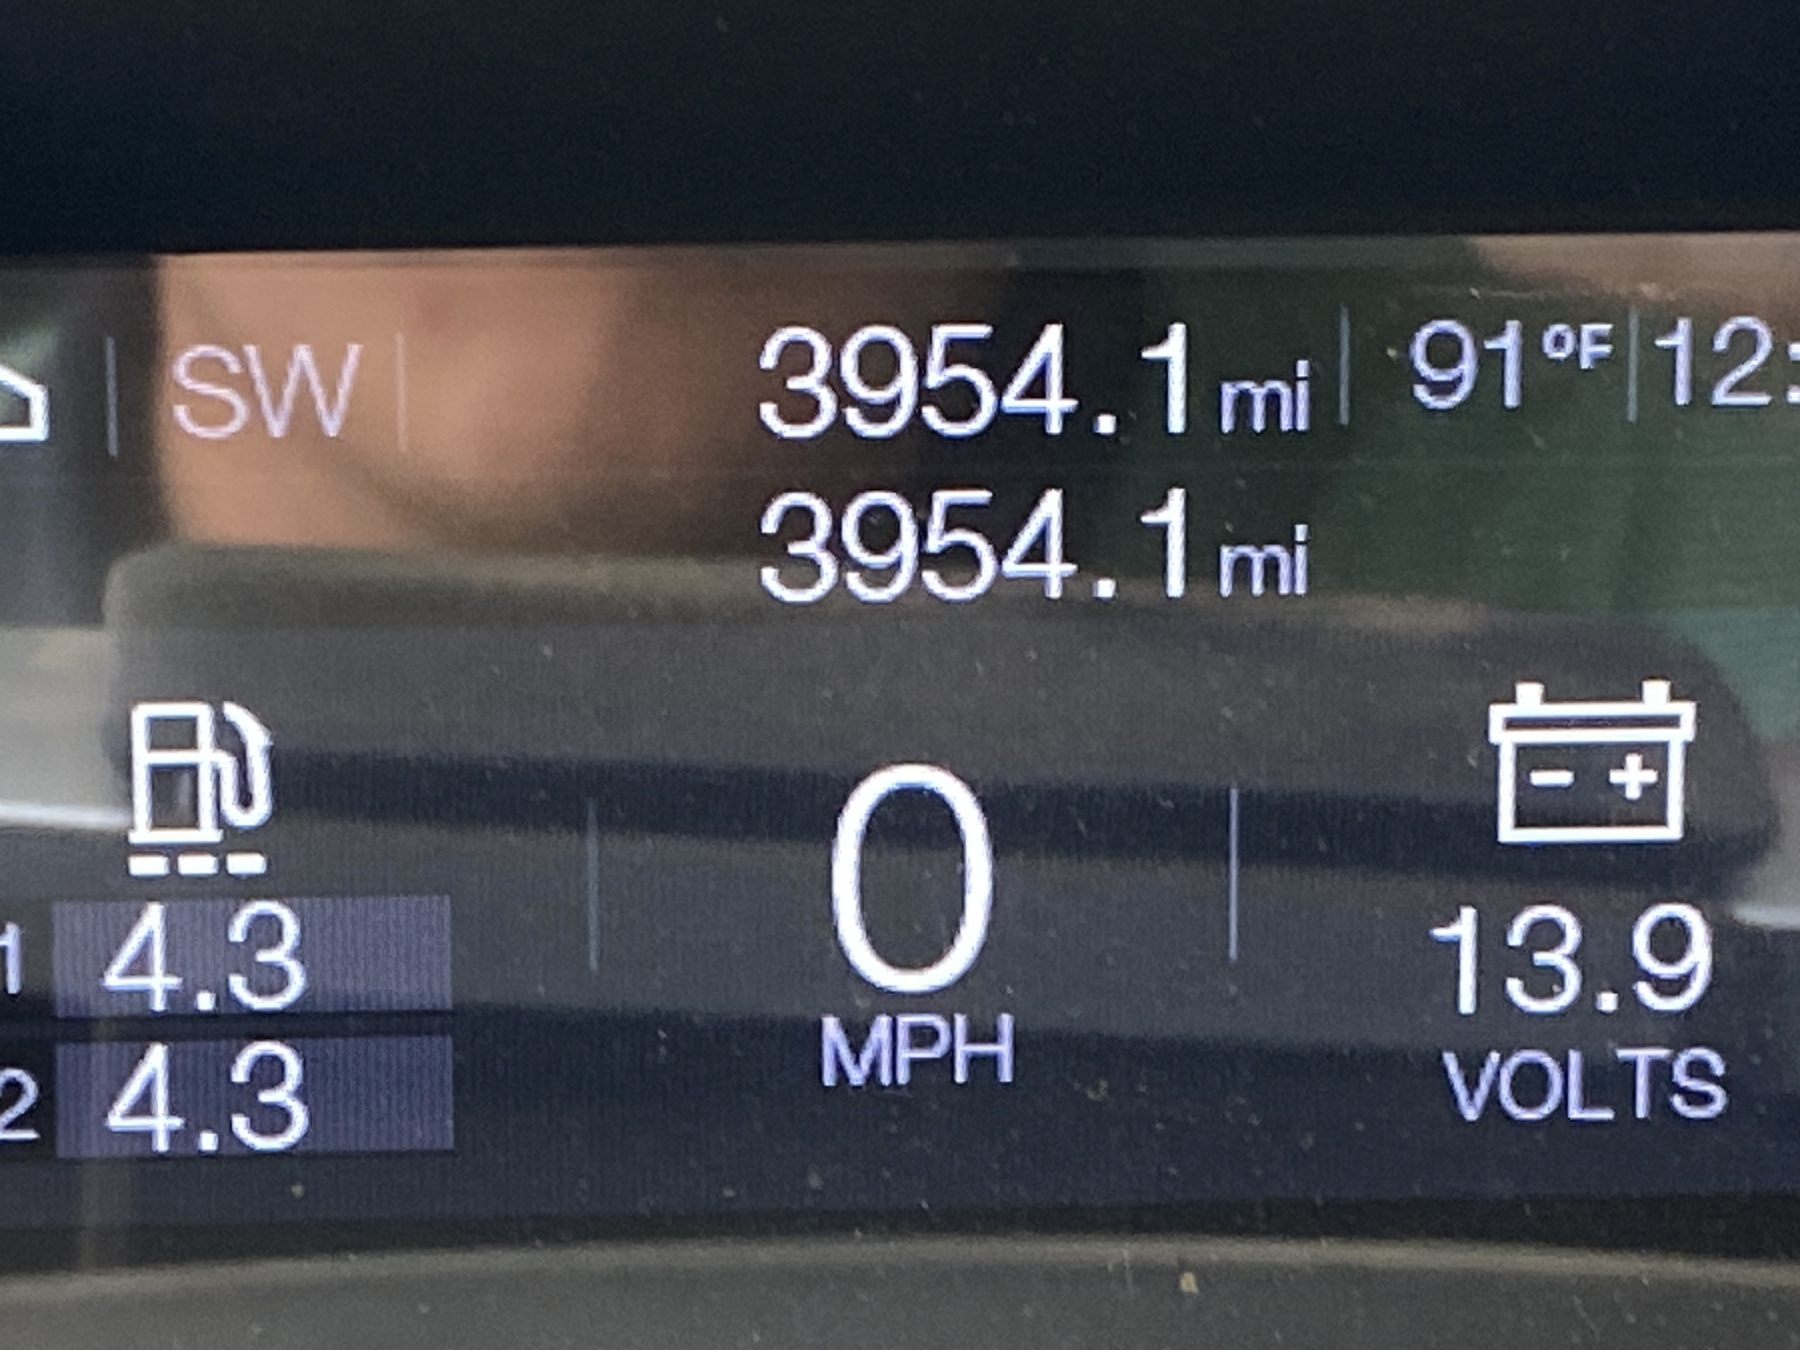 SW 3954.1 mi 91°F 12:
3954.1 mi
- +
1 4.3 0 13.9
MPH VOLTS
2 4.3